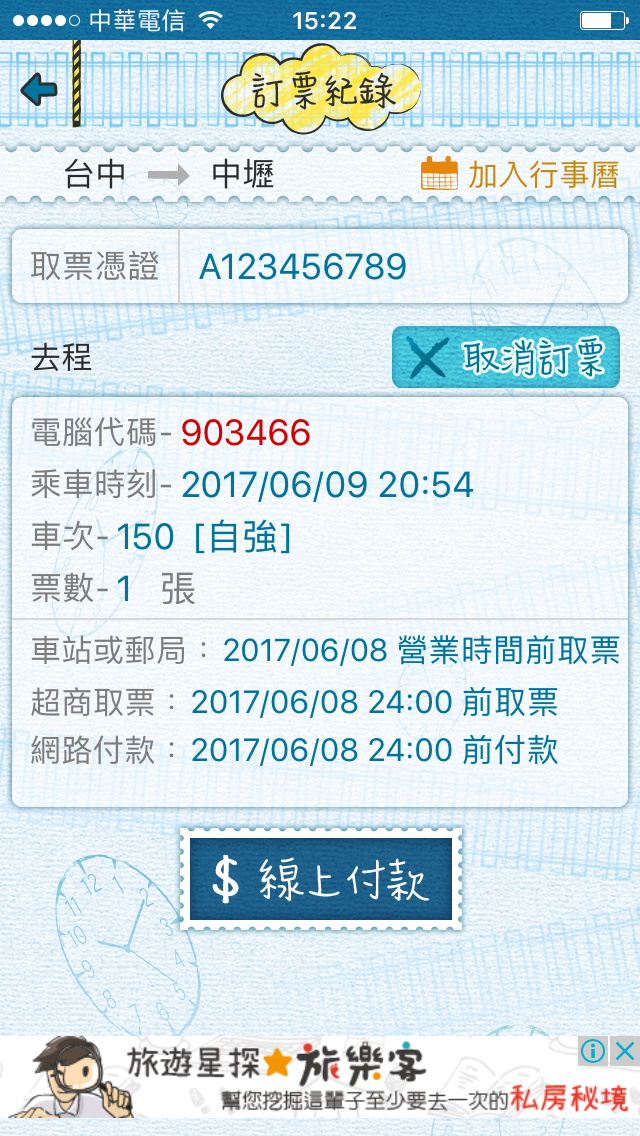 中華電信 15:22
訂票紀錄
台中 中壢 加入行事曆
取票憑證 A123456789
去程 取消訂票
電腦代碼- 903466
乘車時刻- 2017/06/09 20:54
車次- 150 [自強]
票數- 1 張
車站或郵局： 2017/06/08 營業時間前取票
超商取票： 2017/06/08 24:00 前取票
網路付款： 2017/06/08 24:00 前付款
$ 線上付款
旅遊星探★旅樂客
幫您挖掘這輩子至少要去一次的私房秘境